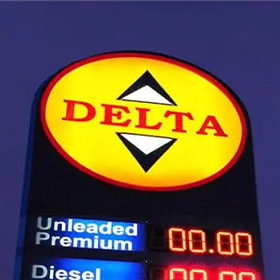 DELTA
Unleaded
Premium 00.00
Diesel